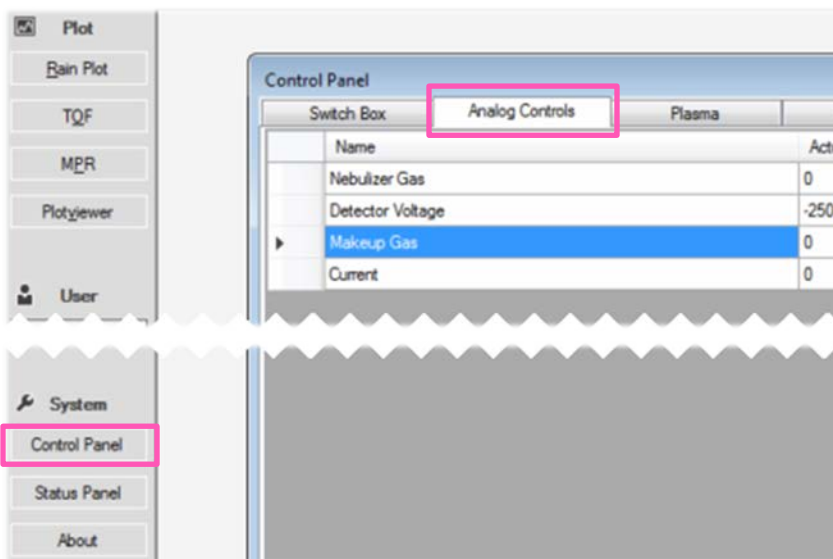 Plot
Rain Plot
TOF
MPR
Plotviewer
User
System
Control Panel
Status Panel
About
Control Panel
Switch Box Analog Controls Plasma
Name
Nebulizer Gas 0
Detector Voltage -250
Makeup Gas 0
Current 0